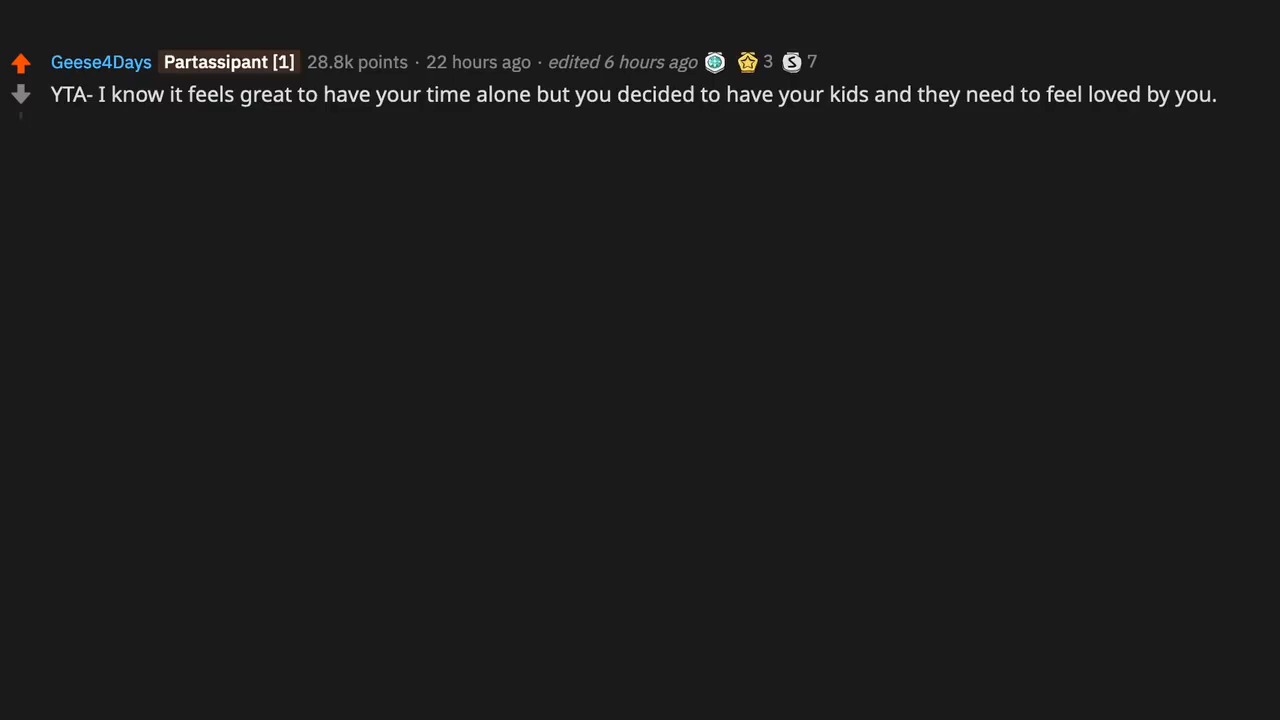 Geese4Days Partassipant [1] 28.8k points · 22 hours ago · edited 6 hours ago 3 S 7
YTA- I know it feels great to have your time alone but you decided to have your kids and they need to feel loved by you.